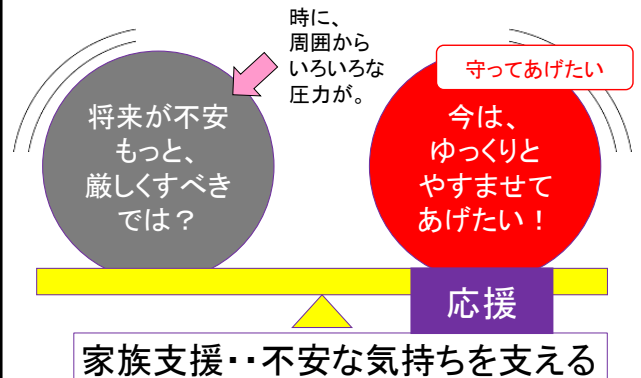 時に、
周囲から
いろいろな
圧力が。
守ってあげたい
将来が不安
もっと、
厳しくすべき
では？
今は、
ゆっくりと
やすませて
あげたい！
応援
家族支援・・不安な気持ちを支える